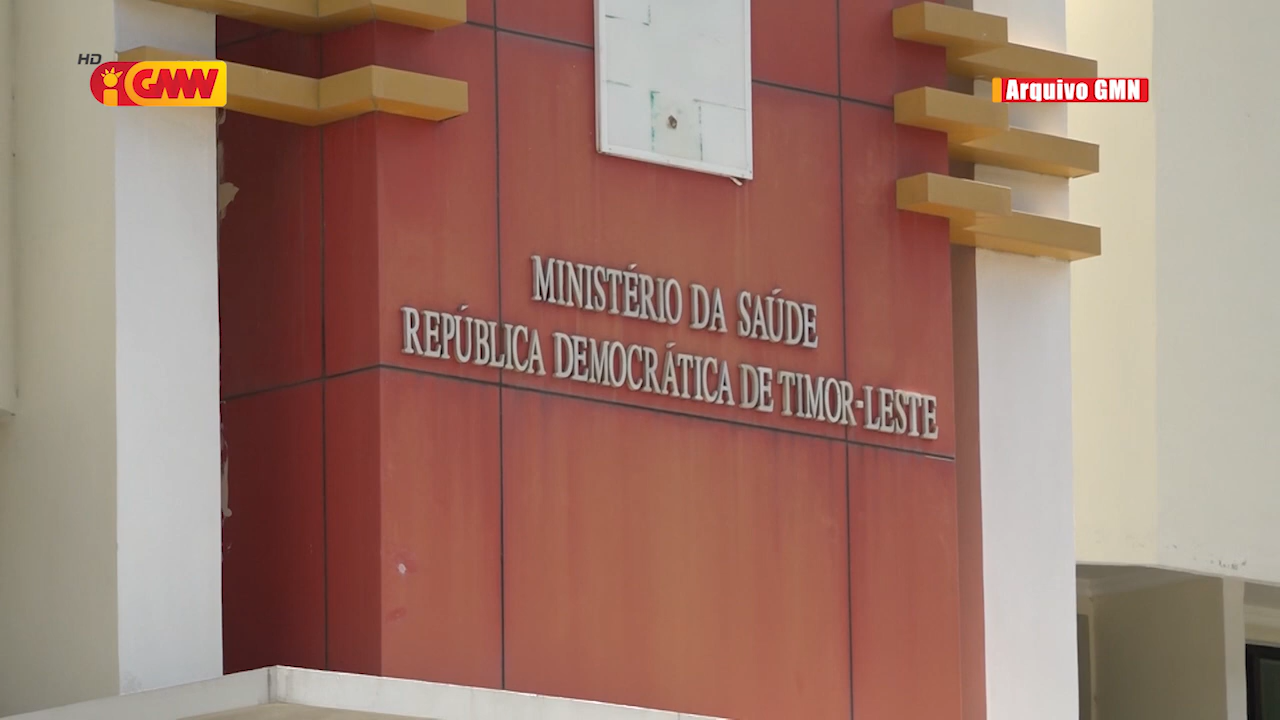 HD
GMN
Arquivo GMN
MINISTÉRIO DA SAÚDE
REPÚBLICA DEMOCRÁTICA DE TIMOR-LESTE